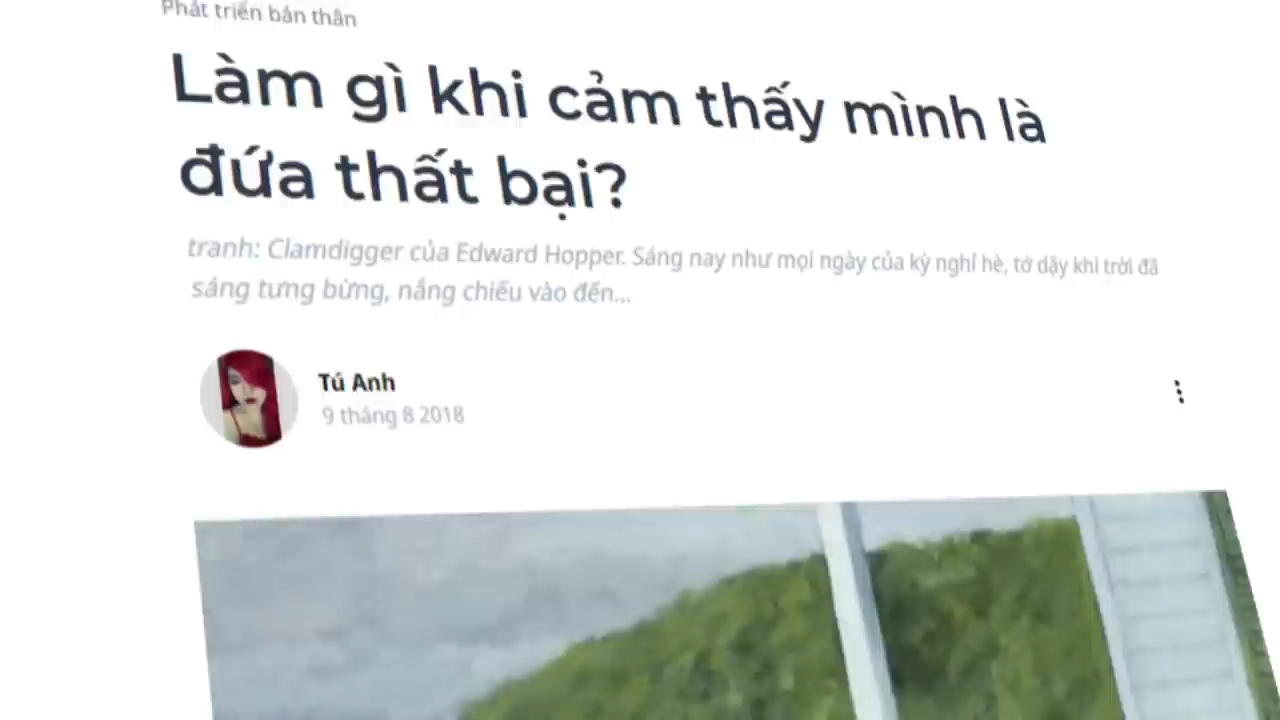 Phát triển bản thân
Làm gì khi cảm thấy mình là
đứa thất bại?
tranh: Clamdigger của Edward Hopper. Sáng nay như mọi ngày của kỳ nghỉ hè, tớ dậy khi trời đã
sáng tưng bừng, nắng chiếu vào đến...
Tú Anh
9 tháng 8 2018